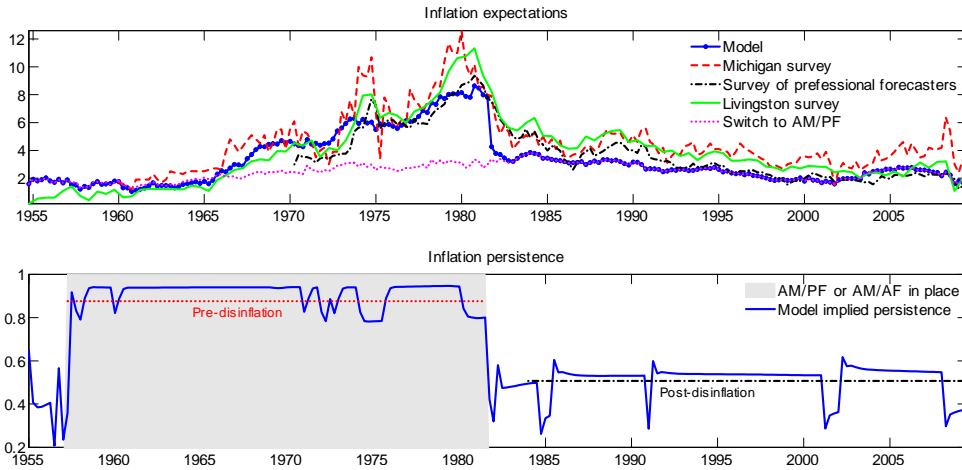 Inflation expectations
12
10
8
6
4
2
Model
Michigan survey
Survey of prefessional forecasters
Livingston survey
Switch to AM/PF
1955 1960 1965 1970 1975 1980 1985 1990 1995 2000 2005
Inflation persistence
1
0.8
0.6
0.4
0.2
AM/PF or AM/AF in place
Model implied persistence
Pre-disinflation
Post-disinflation
1955 1960 1965 1970 1975 1980 1985 1990 1995 2000 2005